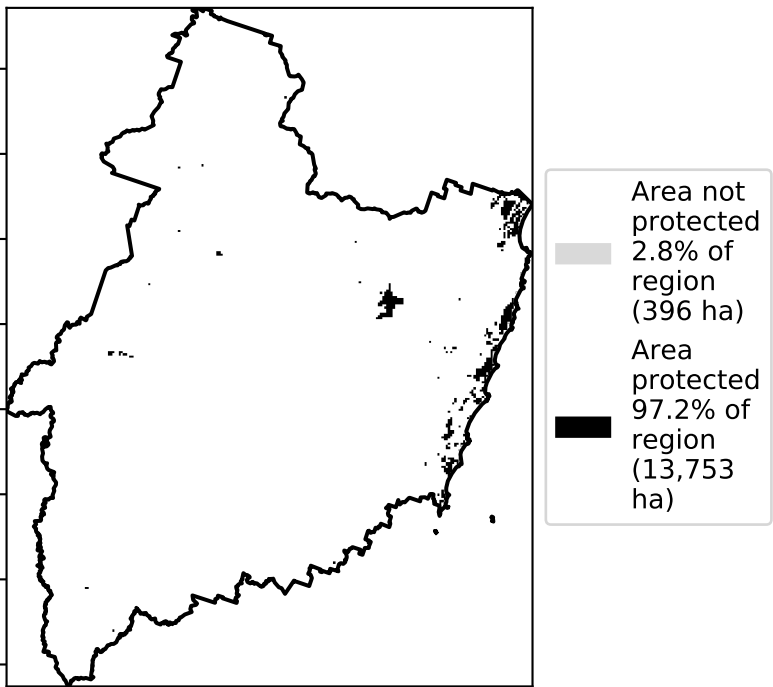 Area not
protected
2.8% of
region
(396 ha)
Area
protected
97.2% of
region
(13,753
ha)